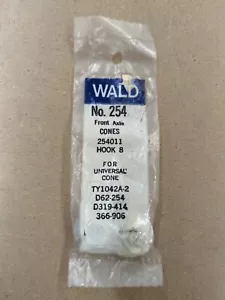 WALD
No. 254
Front Axle
CONES
254011
HOOK 8
FOR
UNIVERSAL
CONE
TY1042A-2
D62-254
D319-414
366-906